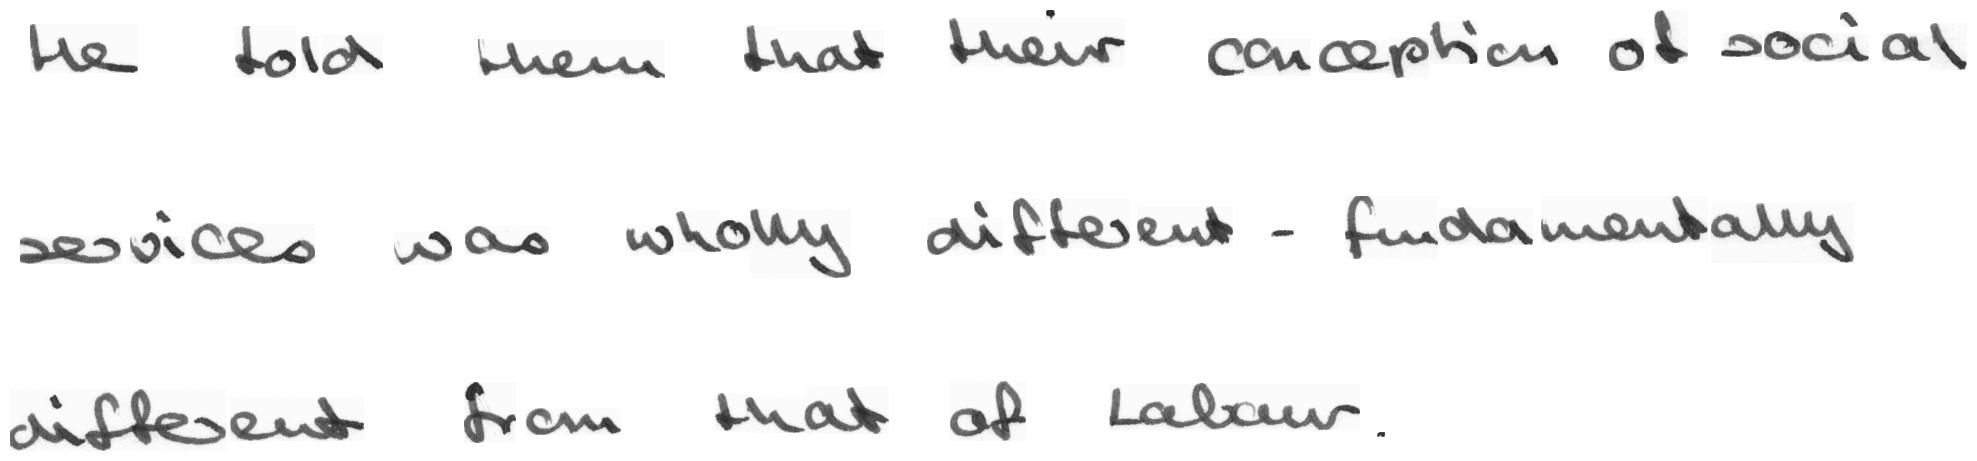 He told them that their conception of social
services was wholly different - fundamentally
different from that of Labour.